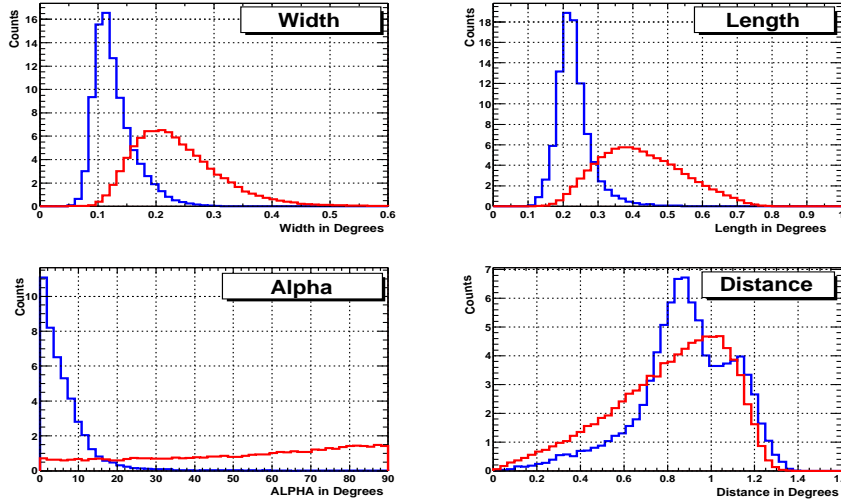 Width
Counts
16
14
12
10
8
6
4
2
0
0 0.1 0.2 0.3 0.4 0.5 0.6
Width in Degrees
Length
Counts
18
16
14
12
10
8
6
4
2
0
0 0.1 0.2 0.3 0.4 0.5 0.6 0.7 0.8 0.9 1
Length in Degrees
Alpha
Counts
10
8
6
4
2
0
0 10 20 30 40 50 60 70 80 90
ALPHA in Degrees
Distance
Counts
7
6
5
4
3
2
1
0
0 0.2 0.4 0.6 0.8 1 1.2 1.4 1.6
Distance in Degrees